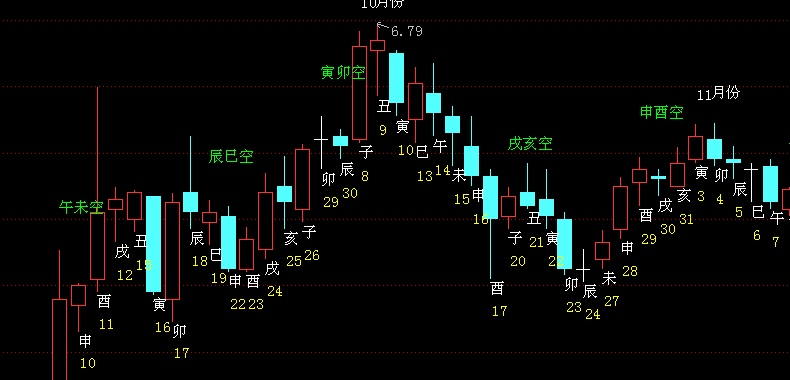 10月份
6.79
寅卯空
11月份
申酉空
辰巳空
戌亥空
午未空
申
10
酉
11
戌
12
丑
15
寅
16
卯
17
辰
18
巳
19
申
22
酉
23
戌
24
亥
25
子
26
卯
29
辰
30
子
8
丑
9
寅
10
巳
13
午
14
未
15
申
16
酉
17
子
20
丑
21
寅
22
卯
23
辰
24
未
27
申
28
酉
29
戌
30
亥
31
寅
3
卯
4
辰
5
巳
6
午
7